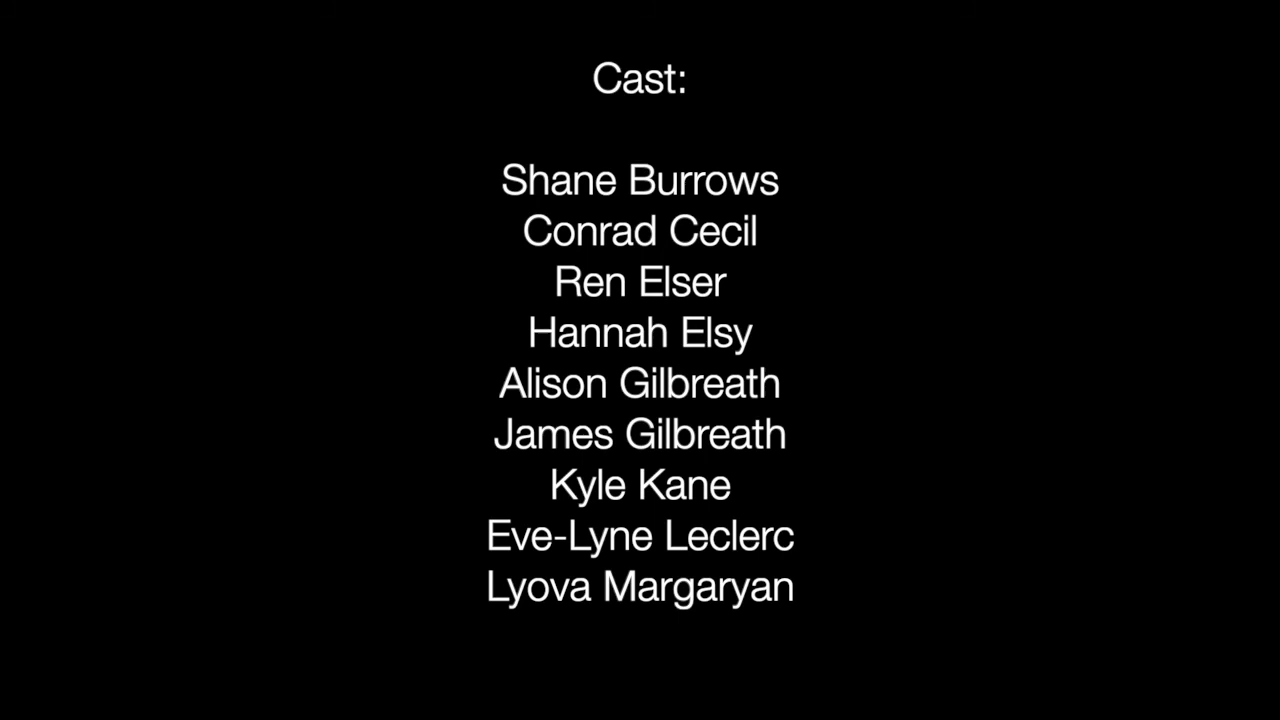 Cast:
Shane Burrows
Conrad Cecil
Ren Elser
Hannah Elsy
Alison Gilbreath
James Gilbreath
Kyle Kane
Eve-Lyne Leclerc
Lyova Margaryan